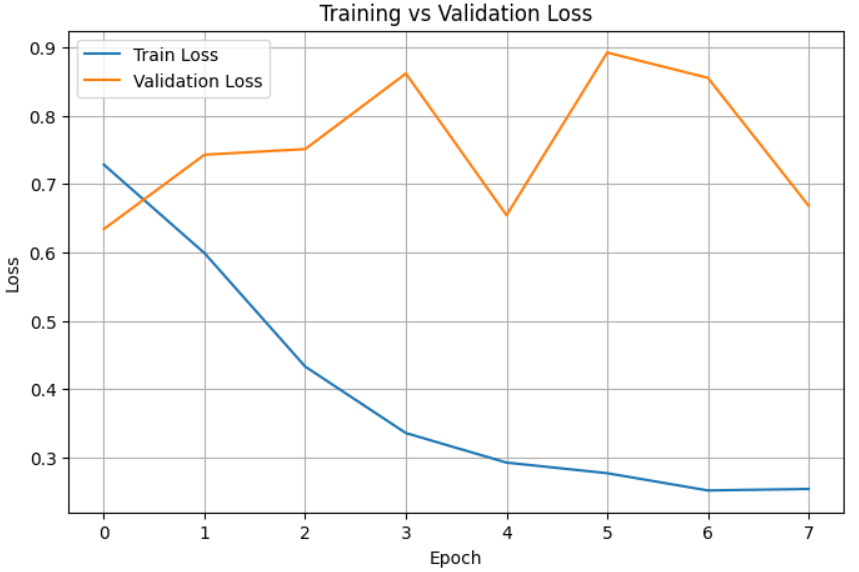 Training vs Validation Loss
Train Loss
Validation Loss
0.9
0.8
0.7
0.6
0.5
0.4
0.3
Loss
0 1 2 3 4 5 6 7
Epoch